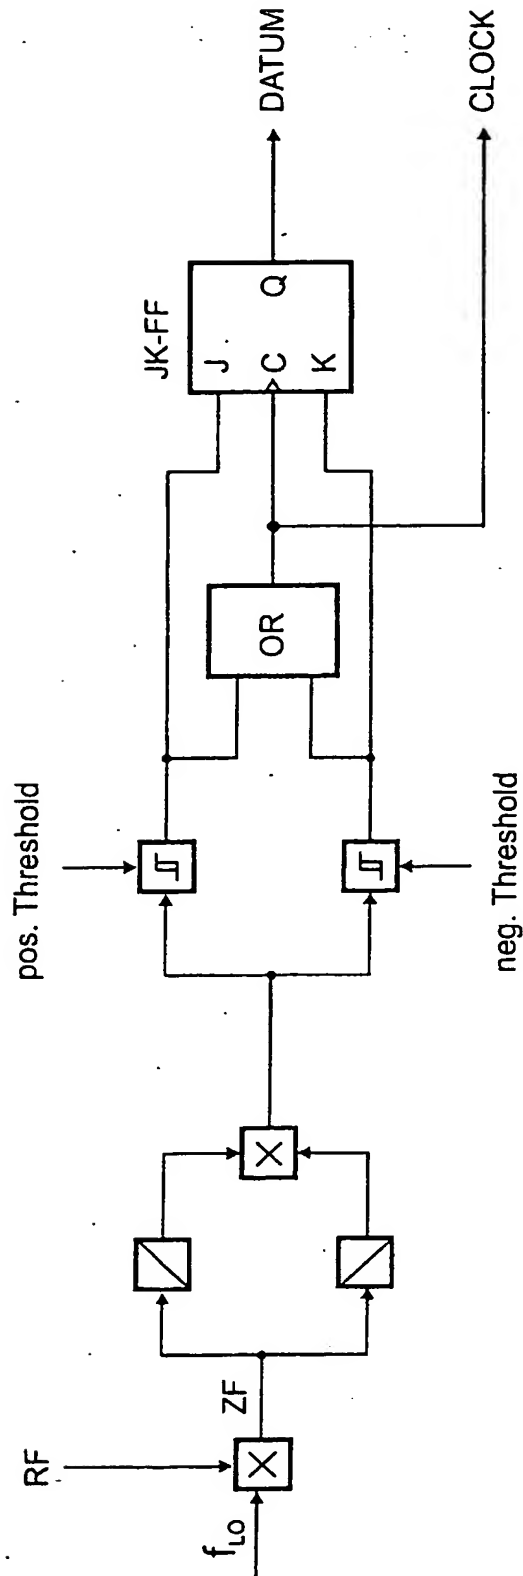 RF
f_LO
ZF
pos. Threshold
neg. Threshold
OR
JK-FF
J
C
K
Q
DATUM
CLOCK